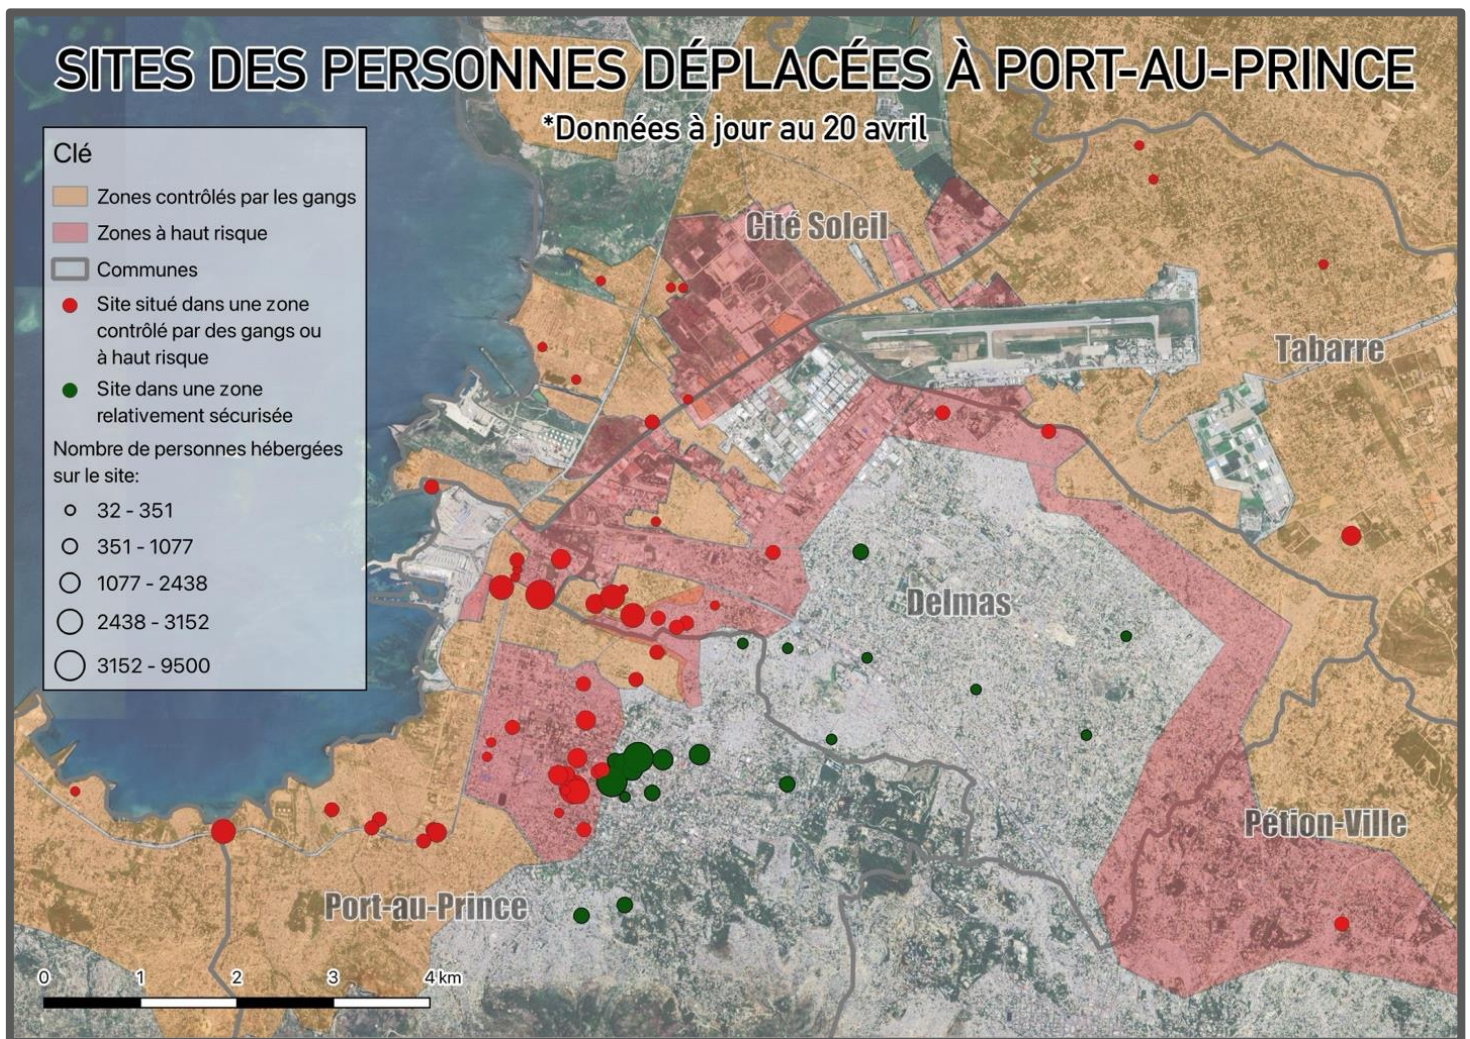 SITES DES PERSONNES DÉPLACÉES À PORT-AU-PRINCE
*Données à jour au 20 avril
Clé
Zones contrôlés par les gangs
Zones à haut risque
Communes
Site situé dans une zone
contrôlé par des gangs ou
à haut risque
Site dans une zone
relativement sécurisée
Nombre de personnes hébergées
sur le site:
32 - 351
351 - 1077
1077 - 2438
2438 - 3152
3152 - 9500
Cité Soleil
Tabarre
Delmas
Pétion-Ville
Port-au-Prince
0 1 2 3 4 km